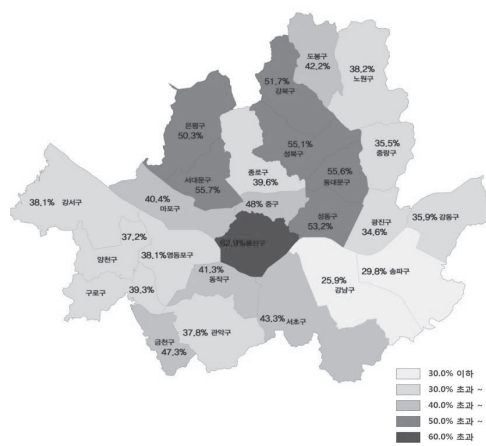 도봉구
42.2%
38.2%
노원구
51.7%
강북구
은평구
50.3%
55.1%
성북구
35.5%
중랑구
종로구
39.6%
55.6%
동대문구
서대문구
55.7%
40.4%
마포구
48% 중구
성동구
53.2%
광진구
34.6%
35.9% 강동구
38.1% 강서구
37.2%
양천구
38.1%영등포구
용산구
41.3%
동작구
25.9%
강남구
29.8% 송파구
구로구
39.3%
43.3% 서초구
37.8% 관악구
금천구
47.3%
30.0% 이하
30.0% 초과 ~
40.0% 초과 ~
50.0% 초과 ~
60.0% 초과